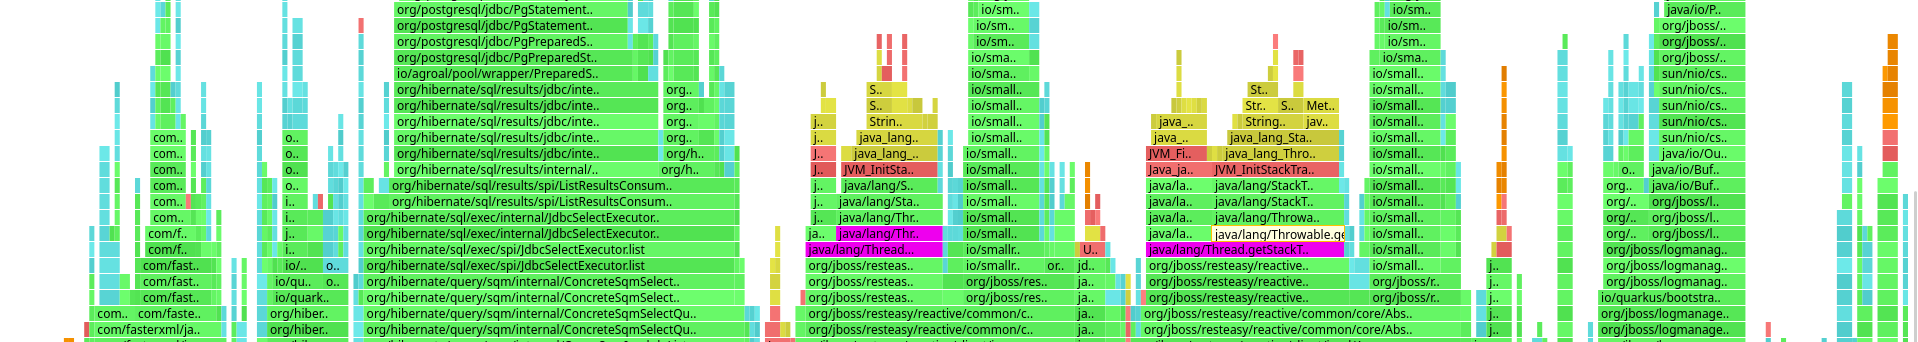 org/postgresql/jdbc/PgStatement.. io/sm.. java/io/P..
org/postgresql/jdbc/PgStatement.. io/sm.. io/sm.. org/jboss/..
org/postgresql/jdbc/PgPreparedS.. io/sm.. io/sm.. org/jboss/..
org/postgresql/jdbc/PgPreparedSt.. io/sma.. io/sma.. org/jboss/..
io/agroal/pool/wrapper/PreparedS.. io/sma.. io/small.. sun/nio/cs..
org/hibernate/sql/results/jdbc/inte.. org.. S.. io/small.. St.. io/small.. sun/nio/cs..
org/hibernate/sql/results/jdbc/inte.. org.. S.. io/small.. Str.. S.. Met.. io/small.. sun/nio/cs..
org/hibernate/sql/results/jdbc/inte.. org.. j.. Strin.. io/small.. java_.. String.. jav.. io/small.. sun/nio/cs..
com.. o.. org/hibernate/sql/results/jdbc/inte.. org.. j.. java_lang.. io/small.. java_.. java_lang_Sta.. io/small.. sun/nio/cs..
com.. o.. org/hibernate/sql/results/jdbc/inte.. org/h.. J.. java_lang_.. io/small.. JVM_Fi.. java_lang_Thro.. io/small.. java/io/Ou..
com.. o.. org/hibernate/sql/results/internal/.. org/h.. J.. JVM_InitSta.. io/small.. Java_ja.. JVM_InitStackTra.. io/small.. o.. java/io/Buf..
com.. o.. org/hibernate/sql/results/spi/ListResultsConsum.. j.. java/lang/S.. io/small.. java/la.. java/lang/StackT.. io/small.. org.. java/io/Buf..
com.. i.. org/hibernate/sql/results/spi/ListResultsConsum.. j.. java/lang/Sta.. io/small.. java/la.. java/lang/StackT.. io/small.. org/.. org/jboss/l..
com.. i.. org/hibernate/sql/exec/internal/JdbcSelectExecutor.. j.. java/lang/Thr.. io/small.. java/la.. java/lang/Throwa.. io/small.. org/.. org/jboss/l..
com/f.. j.. org/hibernate/sql/exec/internal/JdbcSelectExecutor.. ja.. java/lang/Thr.. io/small.. java/la.. java/lang/Throwable.ge io/small.. org/.. org/jboss/l..
com/f.. j.. org/hibernate/sql/exec/spi/JdbcSelectExecutor.list java/lang/Thread... io/smallr.. U.. java/lang/Thread.getStackT.. io/small.. org/jboss/logmanag..
com/fast.. io/.. o.. org/hibernate/sql/exec/spi/JdbcSelectExecutor.list org/jboss/resteas.. io/smallr.. or.. jd.. org/jboss/resteasy/reactive.. io/small.. j.. org/jboss/logmanag..
com/fast.. io/qu.. o.. org/hibernate/query/sqm/internal/ConcreteSqmSelect.. org/jboss/resteas.. org/jboss/res.. ja.. org/jboss/resteasy/reactive.. org/jboss/r.. j.. org/jboss/logmanag..
com/fast.. io/quark.. org/hibernate/query/sqm/internal/ConcreteSqmSelect.. org/jboss/resteas.. org/jboss/res.. ja.. org/jboss/resteasy/reactive.. org/jboss/r.. j.. io/quarkus/bootstra..
com.. com/faste.. org/hiber.. org/hibernate/query/sqm/internal/ConcreteSqmSelectQu.. org/jboss/resteasy/reactive/common/c.. ja.. org/jboss/resteasy/reactive/common/core/Abs.. j.. org/jboss/logmanage..
com/fasterxml/ja.. org/hiber.. org/hibernate/query/sqm/internal/ConcreteSqmSelectQu.. org/jboss/resteasy/reactive/common/c.. ja.. org/jboss/resteasy/reactive/common/core/Abs.. j.. org/jboss/logmanage..